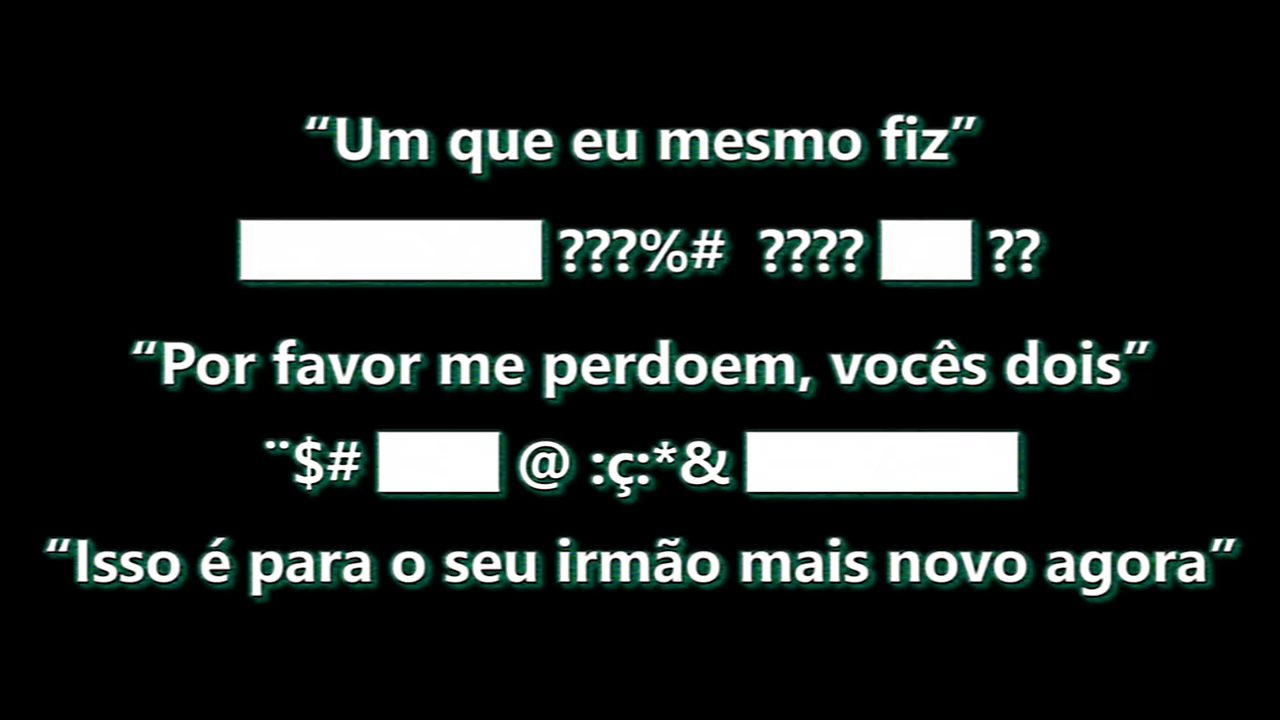 “Um que eu mesmo fiz”
???%# ???? ??
“Por favor me perdoem, vocês dois”
¨$# @ :ç:*&
“Isso é para o seu irmão mais novo agora”